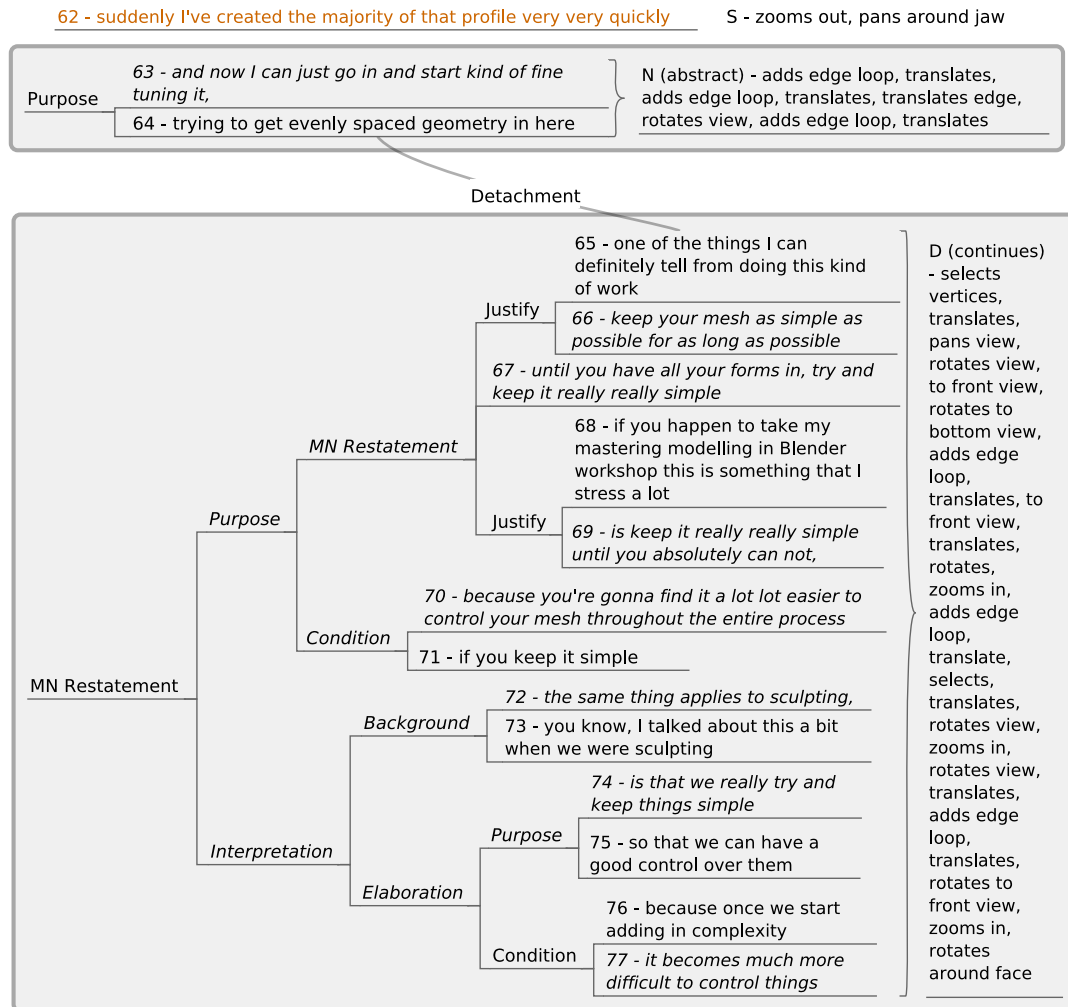 62 - suddenly I've created the majority of that profile very very quickly
S - zooms out, pans around jaw
Purpose
63 - and now I can just go in and start kind of fine
tuning it,
64 - trying to get evenly spaced geometry in here
N (abstract) - adds edge loop, translates,
adds edge loop, translates, translates edge,
rotates view, adds edge loop, translates
Detachment
MN Restatement
Purpose
MN Restatement
Justify
65 - one of the things I can
definitely tell from doing this kind
of work
66 - keep your mesh as simple as
possible for as long as possible
67 - until you have all your forms in, try and
keep it really really simple
Justify
68 - if you happen to take my
mastering modelling in Blender
workshop this is something that I
stress a lot
69 - is keep it really really simple
until you absolutely can not,
Condition
70 - because you're gonna find it a lot lot easier to
control your mesh throughout the entire process
71 - if you keep it simple
Interpretation
Background
72 - the same thing applies to sculpting,
73 - you know, I talked about this a bit
when we were sculpting
Elaboration
Purpose
74 - is that we really try and
keep things simple
75 - so that we can have a
good control over them
Condition
76 - because once we start
adding in complexity
77 - it becomes much more
difficult to control things
D (continues)
- selects
vertices,
translates,
pans view,
rotates view,
to front view,
rotates to
bottom view,
adds edge
loop,
translates, to
front view,
translates,
rotates,
zooms in,
adds edge
loop,
translate,
selects,
translates,
rotates view,
zooms in,
rotates view,
translates,
adds edge
loop,
translates,
rotates to
front view,
zooms in,
rotates
around face